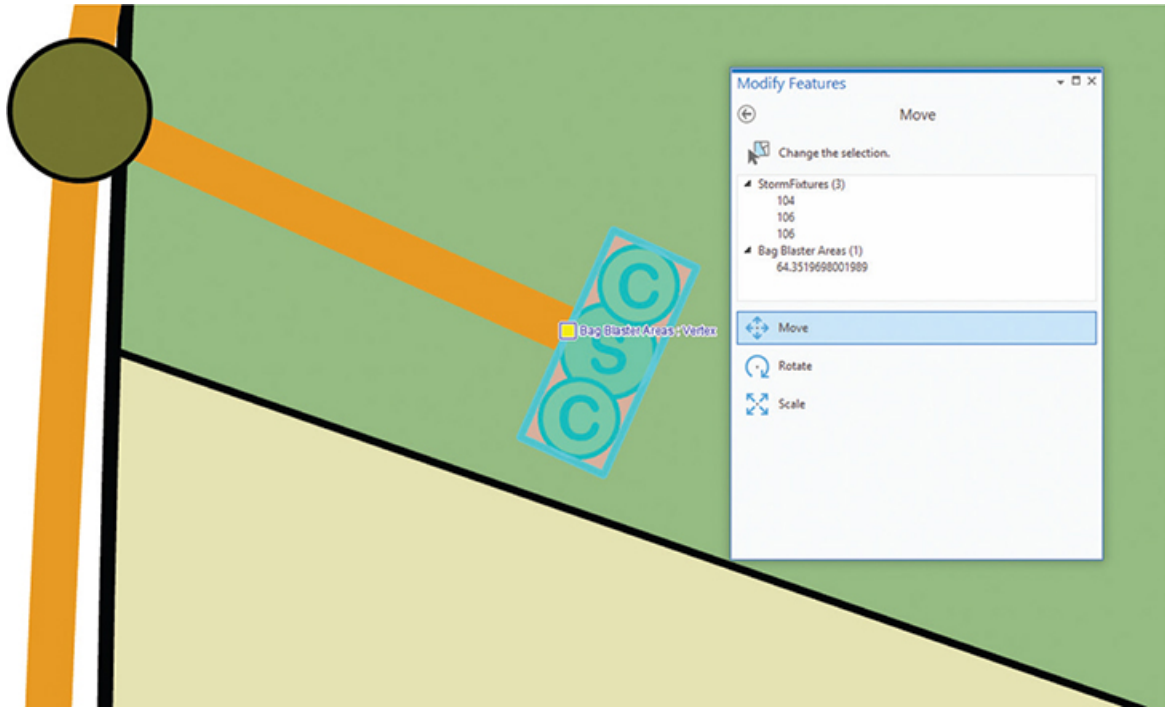 Modify Features
Move
Change the selection.
StormFixtures (3)
104
106
106
Bag Blaster Areas (1)
64.3519698001989
Move
Rotate
Scale
C
Bag Blaster Areas : Vertex
S
C